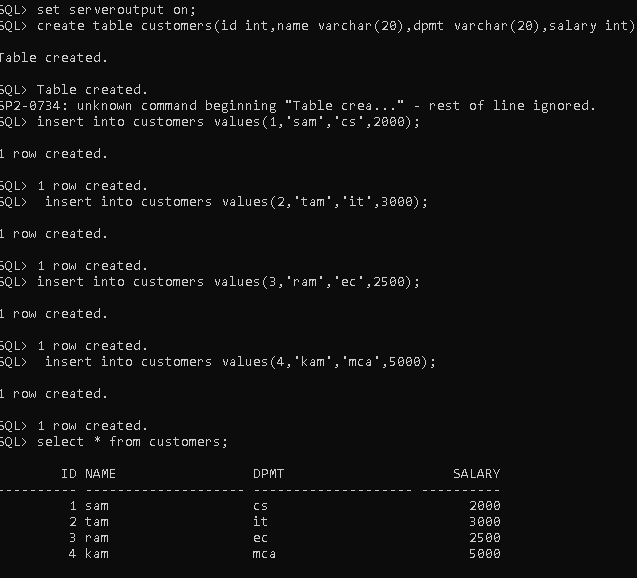 SQL> set serveroutput on;
SQL> create table customers(id int,name varchar(20),dpmt varchar(20),salary int)
Table created.
SQL> Table created.
SP2-0734: unknown command beginning "Table crea..." - rest of line ignored.
SQL> insert into customers values(1,'sam','cs',2000);
1 row created.
SQL> 1 row created.
SQL>  insert into customers values(2,'tam','it',3000);
1 row created.
SQL> 1 row created.
SQL> insert into customers values(3,'ram','ec',2500);
1 row created.
SQL> 1 row created.
SQL>  insert into customers values(4,'kam','mca',5000);
1 row created.
SQL> 1 row created.
SQL> select * from customers;
ID NAME DPMT SALARY
---------- -------------------- -------------------- ----------
1 sam cs 2000
2 tam it 3000
3 ram ec 2500
4 kam mca 5000